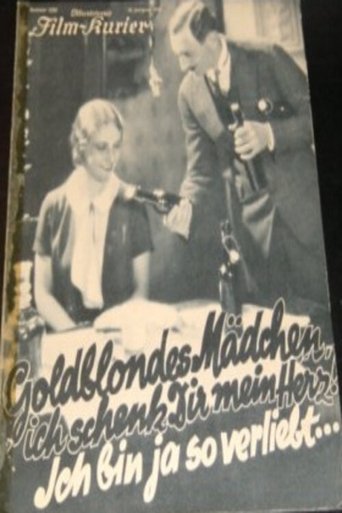 Illustrierter
Film-Kurier
Goldblondes Mädchen,
ich schenk Dir mein Herz!
Ich bin ja so verliebt...